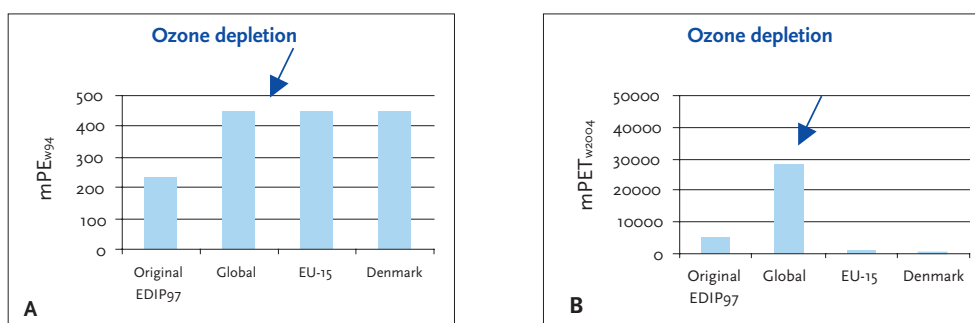 Ozone depletion
mPEw94
500
400
300
200
100
0
Original EDIP97
Global
EU-15
Denmark
A
Ozone depletion
mPETw2004
50000
40000
30000
20000
10000
0
Original EDIP97
Global
EU-15
Denmark
B